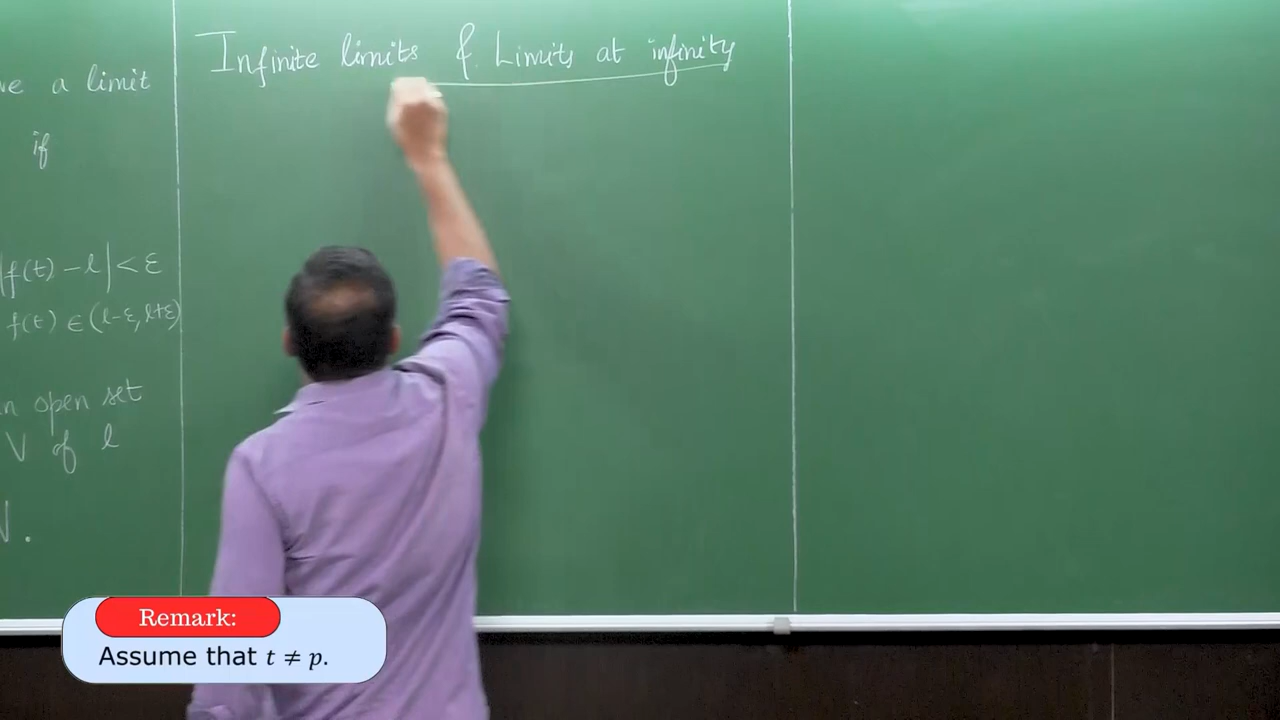 ve a limit
if
|f(t) - l| < ε
f(t) ∈ (l-ε, l+ε)
n open set
V of l
V.
Infinite limits & Limits at infinity
Remark:
Assume that t ≠ p.